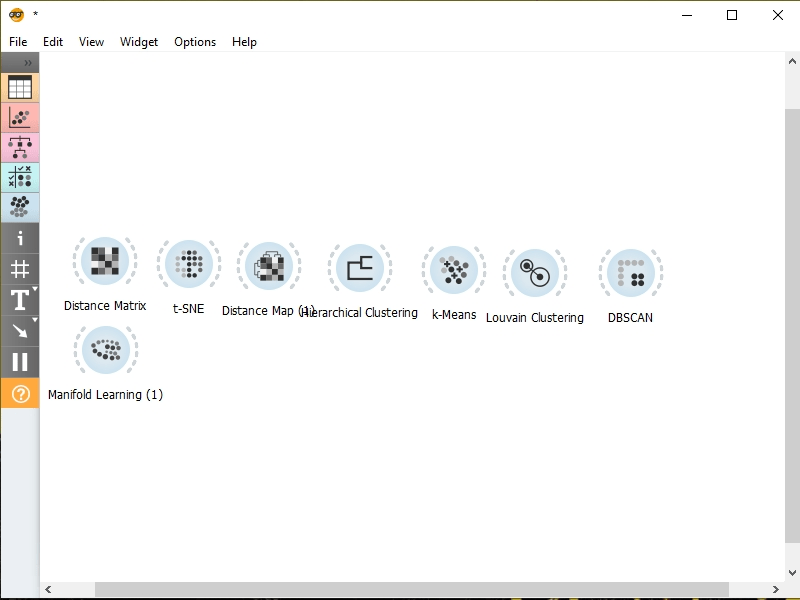 *
File Edit View Widget Options Help
Distance Matrix
t-SNE
Distance Map (1)
Hierarchical Clustering
k-Means
Louvain Clustering
DBSCAN
Manifold Learning (1)